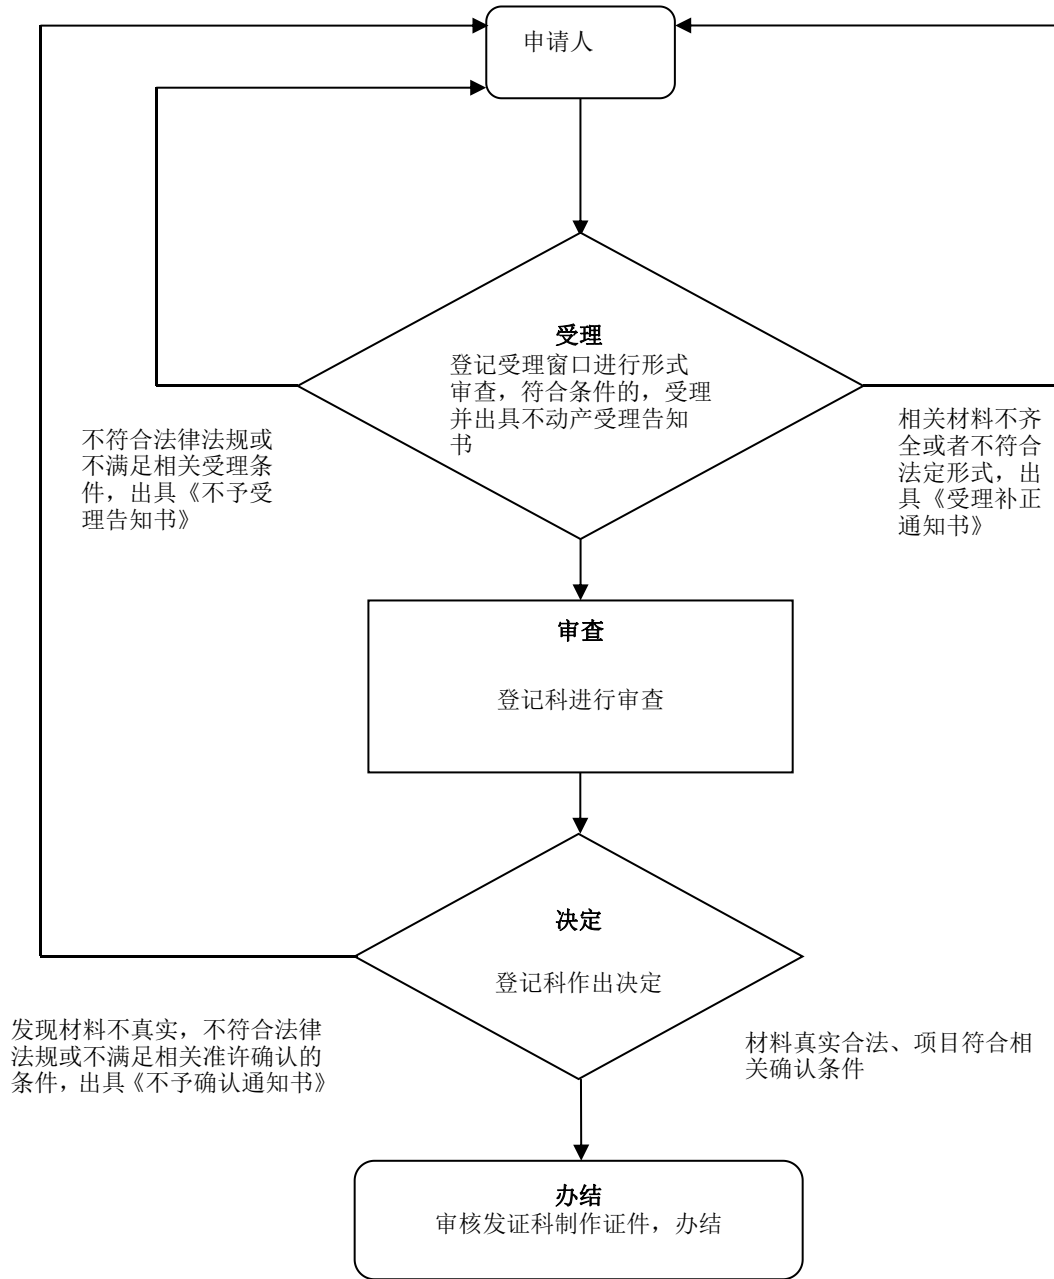 申请人
受理
登记受理窗口进行形式
审查，符合条件的，受理
并出具不动产受理告知
书
不符合法律法规或
不满足相关受理条
件，出具《不予受
理告知书》
相关材料不齐
全或者不符合
法定形式，出
具《受理补正
通知书》
审查
登记科进行审查
决定
登记科作出决定
发现材料不真实，不符合法律
法规或不满足相关准许确认的
条件，出具《不予确认通知书》
材料真实合法、项目符合相
关确认条件
办结
审核发证科制作证件，办结